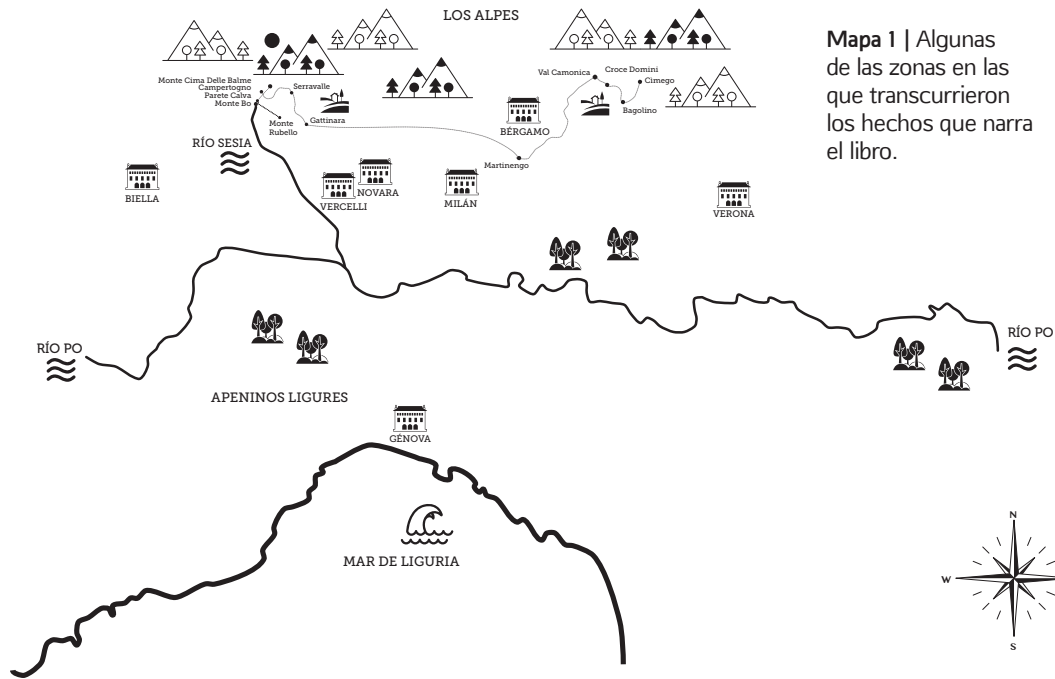 LOS ALPES
Mapa 1 | Algunas
de las zonas en las
que transcurrieron
los hechos que narra
el libro.
Monte Cima Delle Balme
Campertogno
Parete Calva
Monte Bo
Serravalle
Monte
Rubello
Gattinara
Val Camonica
Croce Domini
Cimego
Bagolino
BÉRGAMO
Martinengo
RÍO SESIA
BIELLA
VERCELLI
NOVARA
MILÁN
VERONA
RÍO PO
RÍO PO
APENINOS LIGURES
GÉNOVA
MAR DE LIGURIA
N
W
S